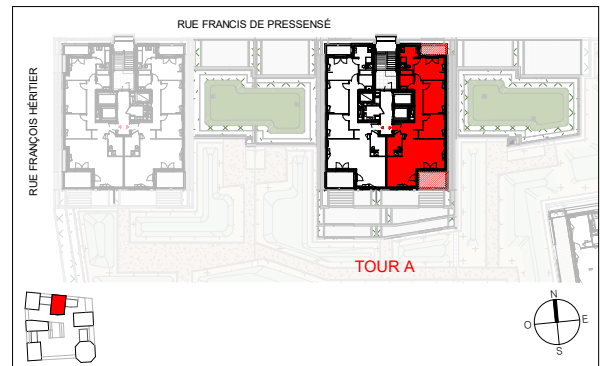 RUE FRANCIS DE PRESSENSÉ
RUE FRANÇOIS HÉRITIER
TOUR A
N
O
E
S